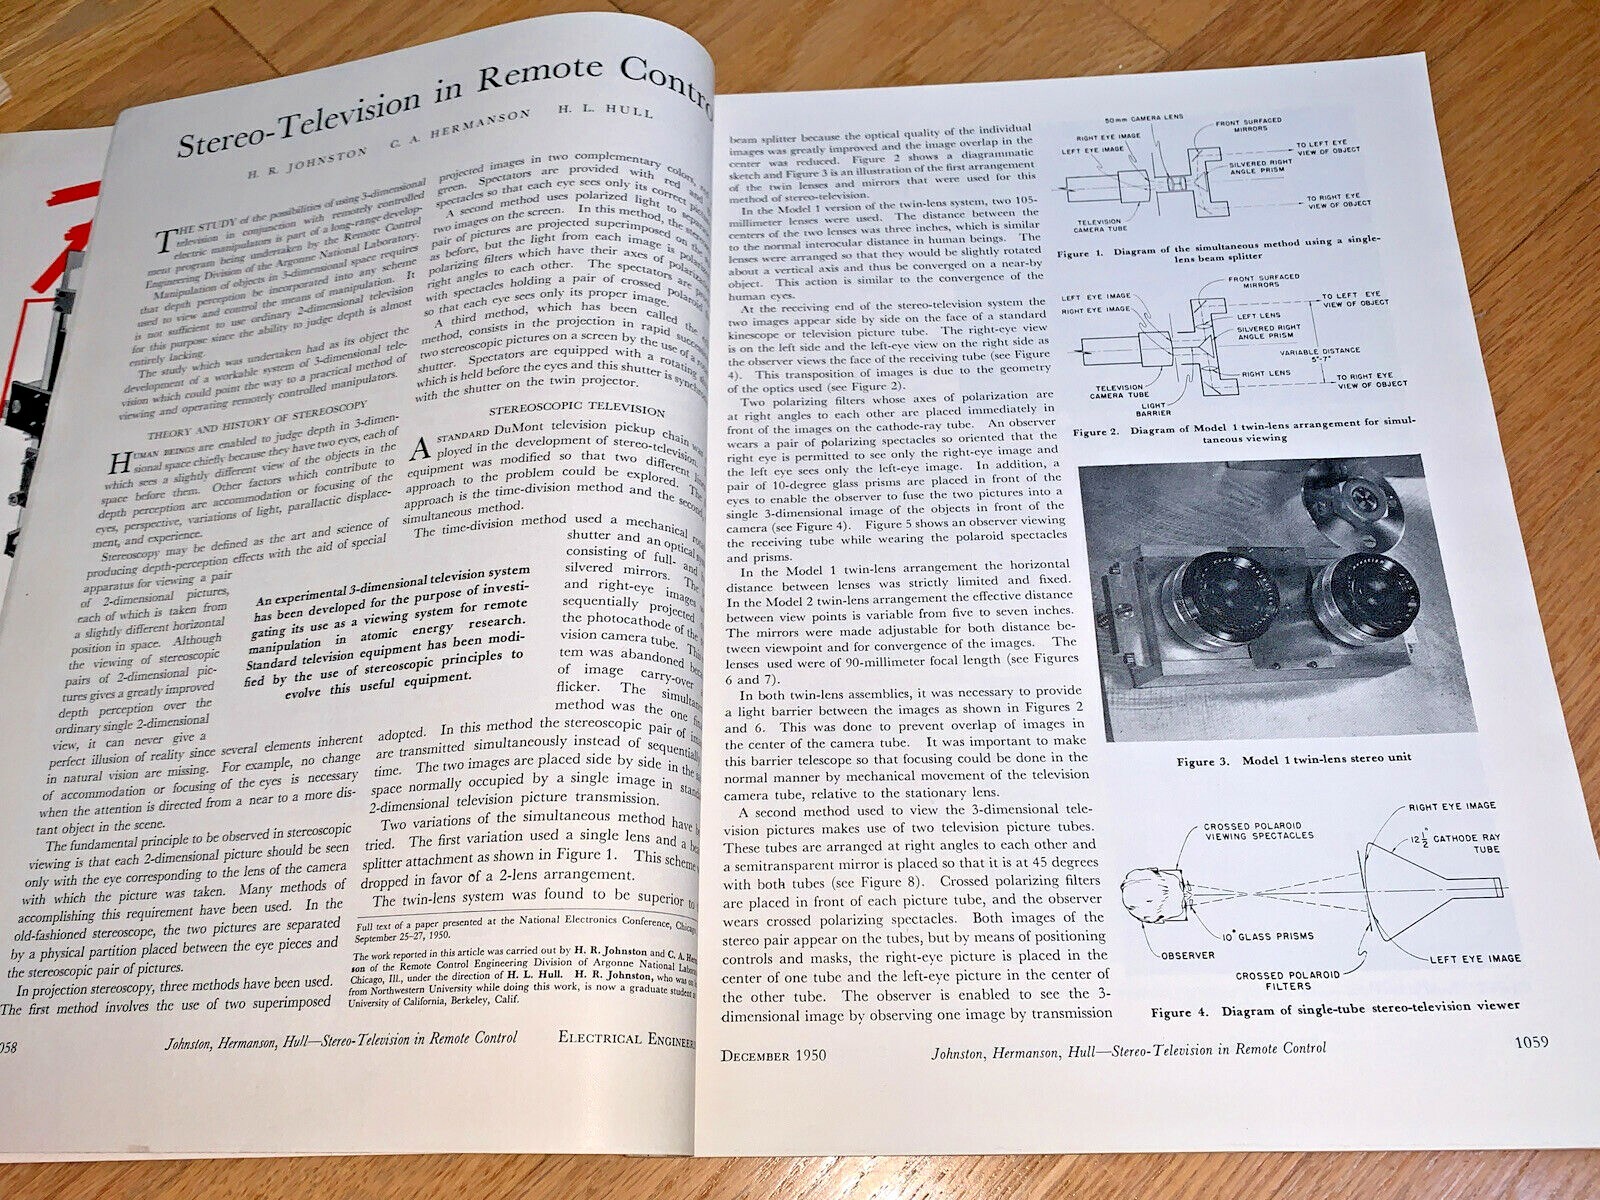 Stereo-Television in Remote Contro
H. R. JOHNSTON C. A. HERMANSON H. L. HULL
THE STUDY of the possibilities of using 3-dimensional
television in conjunction with remotely controlled
electric manipulators is part of a long-range develop-
ment program being undertaken by the Remote Control
Engineering Division of the Argonne National Laboratory.
Manipulation of objects in 3-dimensional space requires
that depth perception be incorporated into any scheme
used to view and control the means of manipulation. It
is not sufficient to use ordinary 2-dimensional television
for this purpose since the ability to judge depth is almost
entirely lacking.
The study which was undertaken had as its object the
development of a workable system of 3-dimensional tele-
vision which could point the way to a practical method of
viewing and operating remotely controlled manipulators.
THEORY AND HISTORY OF STEREOSCOPY
HUMAN BEINGS are enabled to judge depth in 3-dimen-
sional space chiefly because they have two eyes, each of
which sees a slightly different view of the objects in the
space before them. Other factors which contribute to
depth perception are accommodation or focusing of the
eyes, perspective, variations of light, parallactic displace-
ment, and experience.
Stereoscopy may be defined as the art and science of
producing depth-perception effects with the aid of special
apparatus for viewing a pair
of 2-dimensional pictures,
each of which is taken from
a slightly different horizontal
position in space. Although
the viewing of stereoscopic
pairs of 2-dimensional pic-
tures gives a greatly improved
depth perception over the
ordinary single 2-dimensional
view, it can never give a
perfect illusion of reality since several elements inherent
in natural vision are missing. For example, no change
of accommodation or focusing of the eyes is necessary
when the attention is directed from a near to a more dis-
tant object in the scene.
The fundamental principle to be observed in stereoscopic
viewing is that each 2-dimensional picture should be seen
only with the eye corresponding to the lens of the camera
with which the picture was taken. Many methods of
accomplishing this requirement have been used. In the
old-fashioned stereoscope, the two pictures are separated
by a physical partition placed between the eye pieces and
the stereoscopic pair of pictures.
In projection stereoscopy, three methods have been used.
The first method involves the use of two superimposed
An experimental 3-dimensional television system
has been developed for the purpose of investi-
gating its use as a viewing system for remote
manipulation in atomic energy research.
Standard television equipment has been modi-
fied by the use of stereoscopic principles to
evolve this useful equipment.
projected images in two complementary colors,
green. Spectators are provided with red and
spectacles so that each eye sees only its correct
A second method uses polarized light to
two images on the screen. In this method, the
pair of pictures are projected superimposed on the
as before, but the light from each image is
polarizing filters which have their axes of
right angles to each other. The spectators are
with spectacles holding a pair of crossed
so that each eye sees only its proper image.
A third method, which has been called the
method, consists in the projection in rapid
two stereoscopic pictures on a screen by the use of a
shutter. Spectators are equipped with a rotating
which is held before the eyes and this shutter is
with the shutter on the twin projector.
STEREOSCOPIC TELEVISION
A STANDARD DuMont television pickup chain
ployed in the development of stereo-television.
equipment was modified so that two different
approach to the problem could be explored.
approach is the time-division method and the second,
simultaneous method.
The time-division method used a mechanical
shutter and an optical
consisting of full- and
silvered mirrors. The
and right-eye images
sequentially projected
the photocathode of the
vision camera tube.
tem was abandoned
of image carry-over
flicker. The
method was the one
adopted. In this method the stereoscopic pair of
are transmitted simultaneously instead of
time. The two images are placed side by side in the
space normally occupied by a single image in
2-dimensional television picture transmission.
Two variations of the simultaneous method have
tried. The first variation used a single lens and a
splitter attachment as shown in Figure 1. This scheme
dropped in favor of a 2-lens arrangement.
The twin-lens system was found to be superior to
Full text of a paper presented at the National Electronics Conference,
September 25-27, 1950.
The work reported in this article was carried out by H. R. Johnston and C. A.
son of the Remote Control Engineering Division of Argonne National
Chicago, Ill., under the direction of H. L. Hull. H. R. Johnston, who was
from Northwestern University while doing this work, is now a graduate student
University of California, Berkeley, Calif.
058 Johnston, Hermanson, Hull—Stereo-Television in Remote Control ELECTRICAL ENGINEER
beam splitter because the optical quality of the individual
images was greatly improved and the image overlap in the
center was reduced. Figure 2 shows a diagrammatic
sketch and Figure 3 is an illustration of the first arrangement
of the twin lenses and mirrors that were used for this
method of stereo-television.
In the Model 1 version of the twin-lens system, two 105-
millimeter lenses were used. The distance between the
centers of the two lenses was three inches, which is similar
to the normal interocular distance in human beings. The
lenses were arranged so that they would be slightly rotated
about a vertical axis and thus be converged on a near-by
object. This action is similar to the convergence of the
human eyes.
At the receiving end of the stereo-television system the
two images appear side by side on the face of a standard
kinescope or television picture tube. The right-eye view
is on the left side and the left-eye view on the right side as
the observer views the face of the receiving tube (see Figure
4). This transposition of images is due to the geometry
of the optics used (see Figure 2).
Two polarizing filters whose axes of polarization are
at right angles to each other are placed immediately in
front of the images on the cathode-ray tube. An observer
wears a pair of polarizing spectacles so oriented that the
right eye is permitted to see only the right-eye image and
the left eye sees only the left-eye image. In addition, a
pair of 10-degree glass prisms are placed in front of the
eyes to enable the observer to fuse the two pictures into a
single 3-dimensional image of the objects in front of the
camera (see Figure 4). Figure 5 shows an observer viewing
the receiving tube while wearing the polaroid spectacles
and prisms.
In the Model 1 twin-lens arrangement the horizontal
distance between lenses was strictly limited and fixed.
In the Model 2 twin-lens arrangement the effective distance
between view points is variable from five to seven inches.
The mirrors were made adjustable for both distance be-
tween viewpoint and for convergence of the images. The
lenses used were of 90-millimeter focal length (see Figures
6 and 7).
In both twin-lens assemblies, it was necessary to provide
a light barrier between the images as shown in Figures 2
and 6. This was done to prevent overlap of images in
the center of the camera tube. It was important to make
this barrier telescope so that focusing could be done in the
normal manner by mechanical movement of the television
camera tube, relative to the stationary lens.
A second method used to view the 3-dimensional tele-
vision pictures makes use of two television picture tubes.
These tubes are arranged at right angles to each other and
a semitransparent mirror is placed so that it is at 45 degrees
with both tubes (see Figure 8). Crossed polarizing filters
are placed in front of each picture tube, and the observer
wears crossed polarizing spectacles. Both images of the
stereo pair appear on the tubes, but by means of positioning
controls and masks, the right-eye picture is placed in the
center of one tube and the left-eye picture in the center of
the other tube. The observer is enabled to see the 3-
dimensional image by observing one image by transmission
50mm CAMERA LENS
RIGHT EYE IMAGE
LEFT EYE IMAGE
FRONT SURFACED
MIRRORS
TO LEFT EYE
VIEW OF OBJECT
SILVERED RIGHT
ANGLE PRISM
TO RIGHT EYE
VIEW OF OBJECT
TELEVISION
CAMERA TUBE
Figure 1. Diagram of the simultaneous method using a single-
lens beam splitter
FRONT SURFACED
MIRRORS
LEFT EYE IMAGE
RIGHT EYE IMAGE
TO LEFT EYE
VIEW OF OBJECT
LEFT LENS
SILVERED RIGHT
ANGLE PRISM
VARIABLE DISTANCE
5"-7"
RIGHT LENS
TO RIGHT EYE
VIEW OF OBJECT
TELEVISION
CAMERA TUBE
LIGHT
BARRIER
Figure 2. Diagram of Model 1 twin-lens arrangement for simul-
taneous viewing
Figure 3. Model 1 twin-lens stereo unit
RIGHT EYE IMAGE
CROSSED POLAROID
VIEWING SPECTACLES
12 1/2" CATHODE RAY
TUBE
10° GLASS PRISMS
OBSERVER
LEFT EYE IMAGE
CROSSED POLAROID
FILTERS
Figure 4. Diagram of single-tube stereo-television viewer
DECEMBER 1950 Johnston, Hermanson, Hull—Stereo-Television in Remote Control 1059